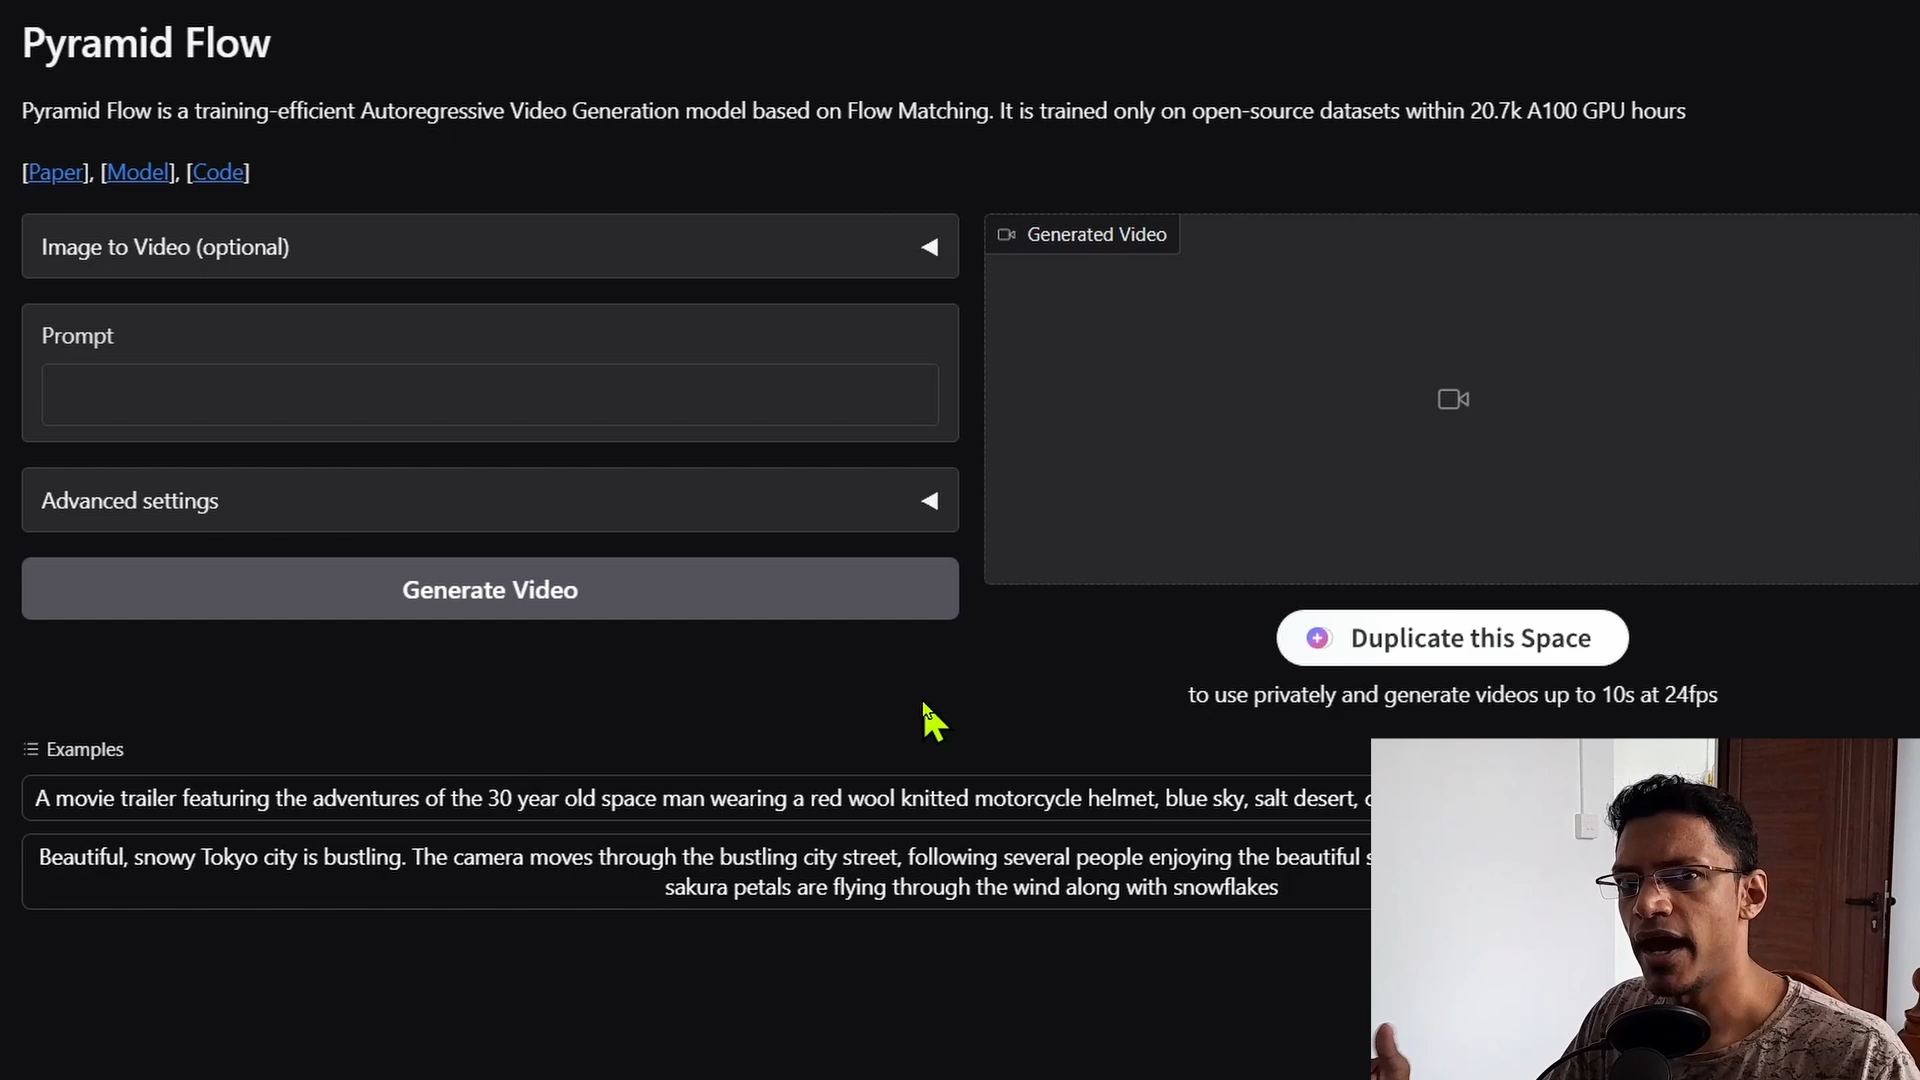 Pyramid Flow
Pyramid Flow is a training-efficient Autoregressive Video Generation model based on Flow Matching. It is trained only on open-source datasets within 20.7k A100 GPU hours
[Paper], [Model], [Code]
Image to Video (optional)
Prompt
Advanced settings
Generate Video
Generated Video
Duplicate this Space
to use privately and generate videos up to 10s at 24fps
Examples
A movie trailer featuring the adventures of the 30 year old space man wearing a red wool knitted motorcycle helmet, blue sky, salt desert,
Beautiful, snowy Tokyo city is bustling. The camera moves through the bustling city street, following several people enjoying the beautiful
sakura petals are flying through the wind along with snowflakes